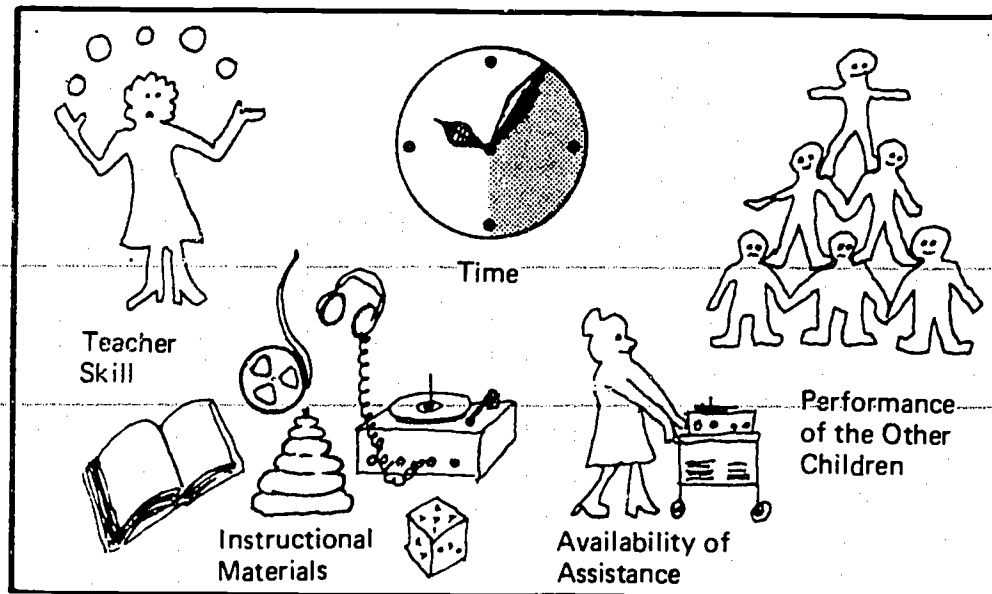 Time
Teacher
Skill
Performance
of the Other
Children
Instructional
Materials
Availability of
Assistance